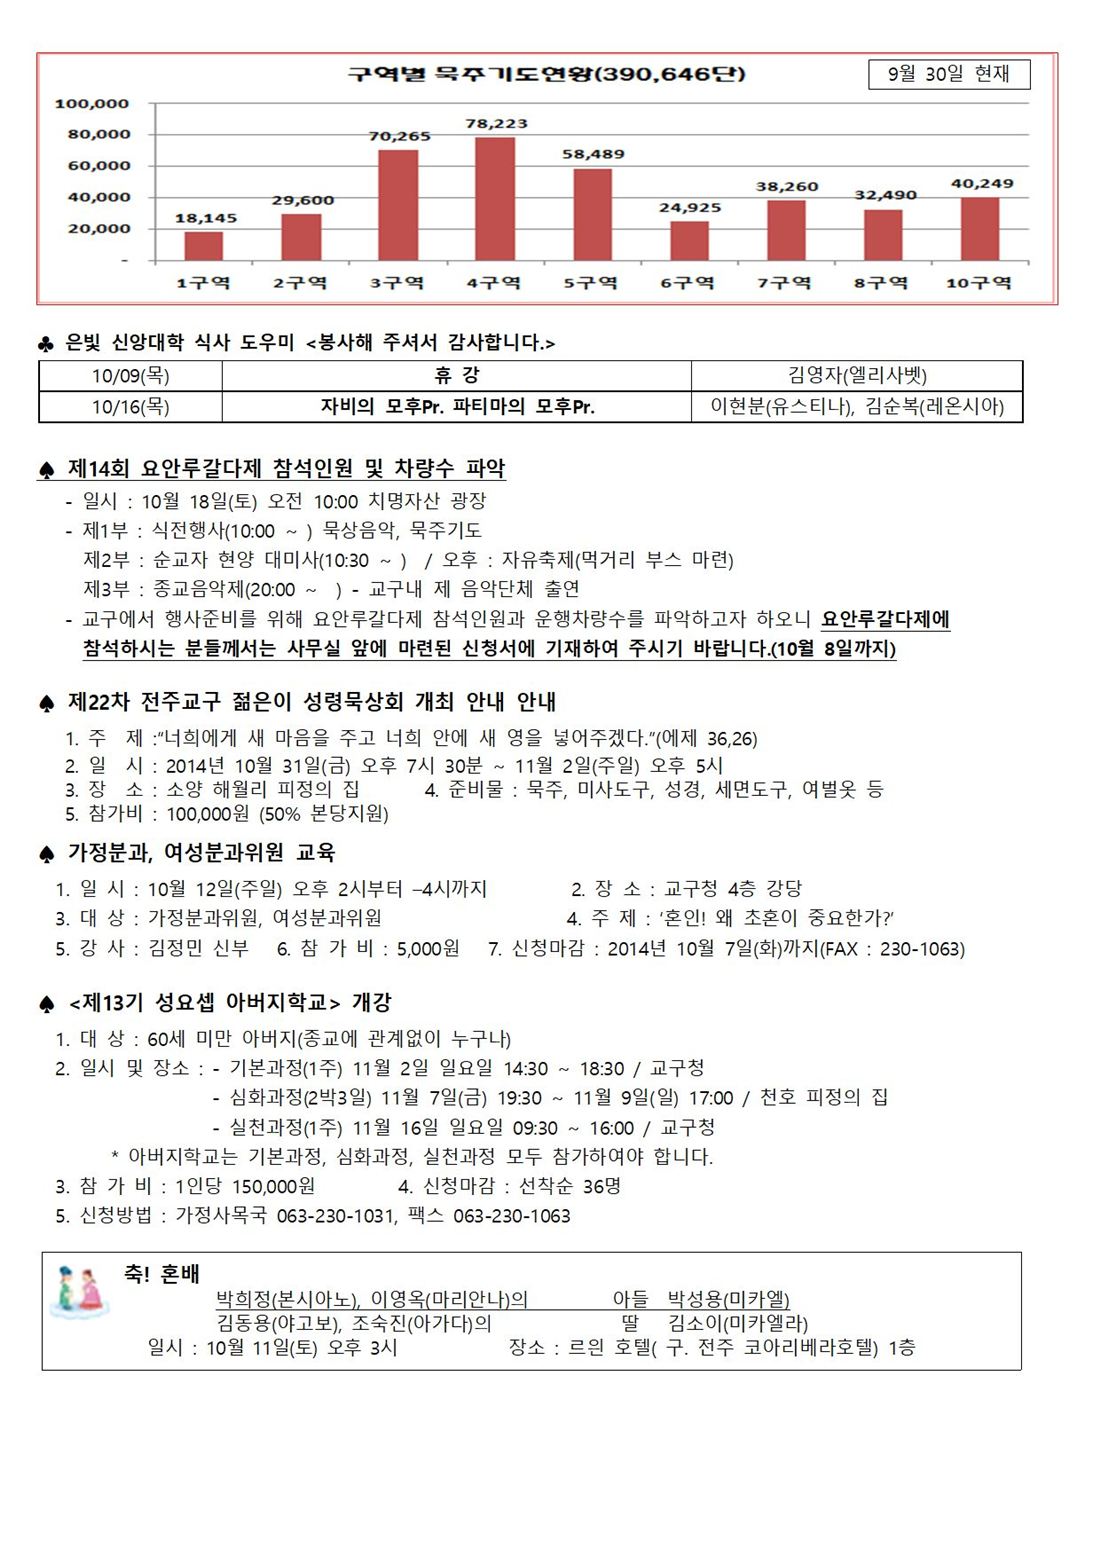 구역별 묵주기도현황(390,646단)
9월 30일 현재
100,000
80,000
60,000
40,000
20,000
-
18,145
29,600
70,265
78,223
58,489
24,925
38,260
32,490
40,249
1구역 2구역 3구역 4구역 5구역 6구역 7구역 8구역 10구역
♣ 은빛 신앙대학 식사 도우미 <봉사해 주셔서 감사합니다.>
10/09(목) 휴 강 김영자(엘리사벳)
10/16(목) 자비의 모후Pr. 파티마의 모후Pr. 이현분(유스티나), 김순복(레온시아)
♠ 제14회 요안루갈다제 참석인원 및 차량수 파악
- 일시 : 10월 18일(토) 오전 10:00 치명자산 광장
- 제1부 : 식전행사(10:00 ~ ) 묵상음악, 묵주기도
제2부 : 순교자 현양 대미사(10:30 ~ ) / 오후 : 자유축제(먹거리 부스 마련)
제3부 : 종교음악제(20:00 ~ ) - 교구내 제 음악단체 출연
- 교구에서 행사준비를 위해 요안루갈다제 참석인원과 운행차량수를 파악하고자 하오니 요안루갈다제에
참석하시는 분들께서는 사무실 앞에 마련된 신청서에 기재하여 주시기 바랍니다.(10월 8일까지)
♠ 제22차 전주교구 젊은이 성령묵상회 개최 안내 안내
1. 주 제 :“너희에게 새 마음을 주고 너희 안에 새 영을 넣어주겠다.”(에제 36,26)
2. 일 시 : 2014년 10월 31일(금) 오후 7시 30분 ~ 11월 2일(주일) 오후 5시
3. 장 소 : 소양 해월리 피정의 집 4. 준비물 : 묵주, 미사도구, 성경, 세면도구, 여벌옷 등
5. 참가비 : 100,000원 (50% 본당지원)
♠ 가정분과, 여성분과위원 교육
1. 일 시 : 10월 12일(주일) 오후 2시부터 –4시까지 2. 장 소 : 교구청 4층 강당
3. 대 상 : 가정분과위원, 여성분과위원 4. 주 제 : ‘혼인! 왜 초혼이 중요한가?’
5. 강 사 : 김정민 신부 6. 참 가 비 : 5,000원 7. 신청마감 : 2014년 10월 7일(화)까지(FAX : 230-1063)
♠ <제13기 성요셉 아버지학교> 개강
1. 대 상 : 60세 미만 아버지(종교에 관계없이 누구나)
2. 일시 및 장소 : - 기본과정(1주) 11월 2일 일요일 14:30 ~ 18:30 / 교구청
- 심화과정(2박3일) 11월 7일(금) 19:30 ~ 11월 9일(일) 17:00 / 천호 피정의 집
- 실천과정(1주) 11월 16일 일요일 09:30 ~ 16:00 / 교구청
* 아버지학교는 기본과정, 심화과정, 실천과정 모두 참가하여야 합니다.
3. 참 가 비 : 1인당 150,000원 4. 신청마감 : 선착순 36명
5. 신청방법 : 가정사목국 063-230-1031, 팩스 063-230-1063
축! 혼배
박희정(본시아노), 이영옥(마리안나)의 아들 박성용(미카엘)
김동용(야고보), 조숙진(아가다)의 딸 김소이(미카엘라)
일시 : 10월 11일(토) 오후 3시 장소 : 르윈 호텔( 구. 전주 코아리베라호텔) 1층